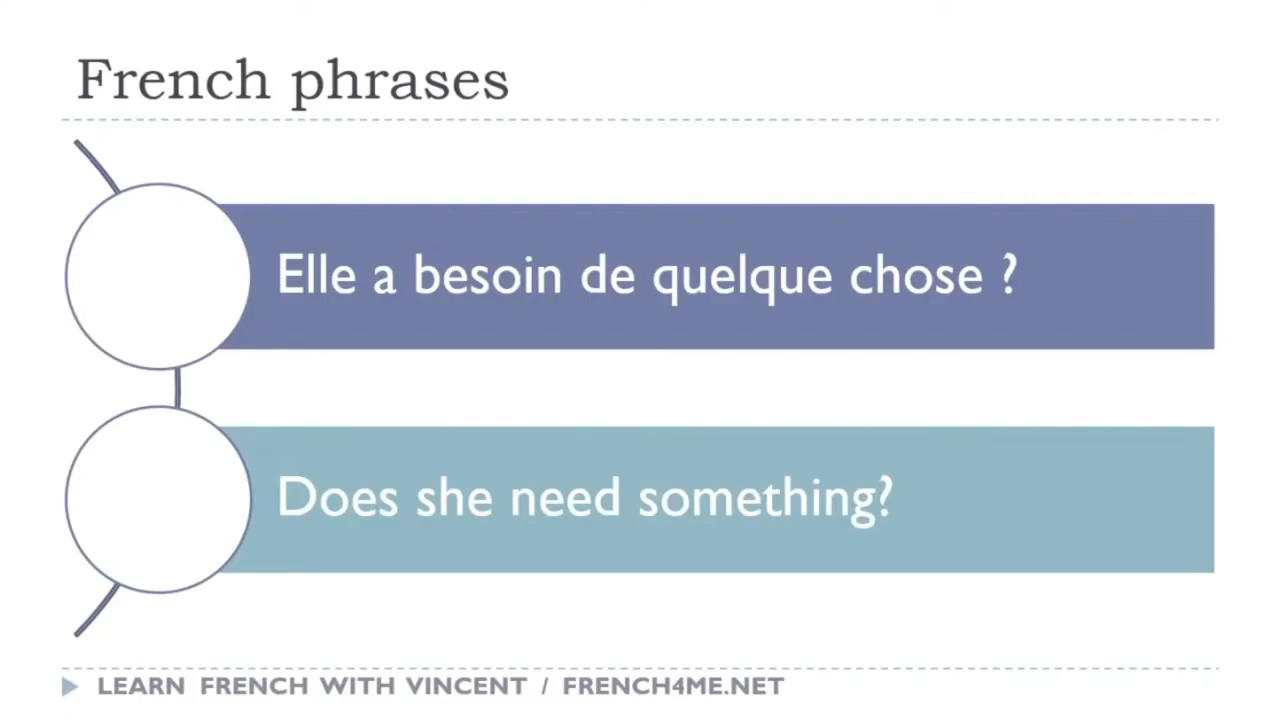 French phrases
Elle a besoin de quelque chose ?
Does she need something?
LEARN FRENCH WITH VINCENT / FRENCH4ME.NET